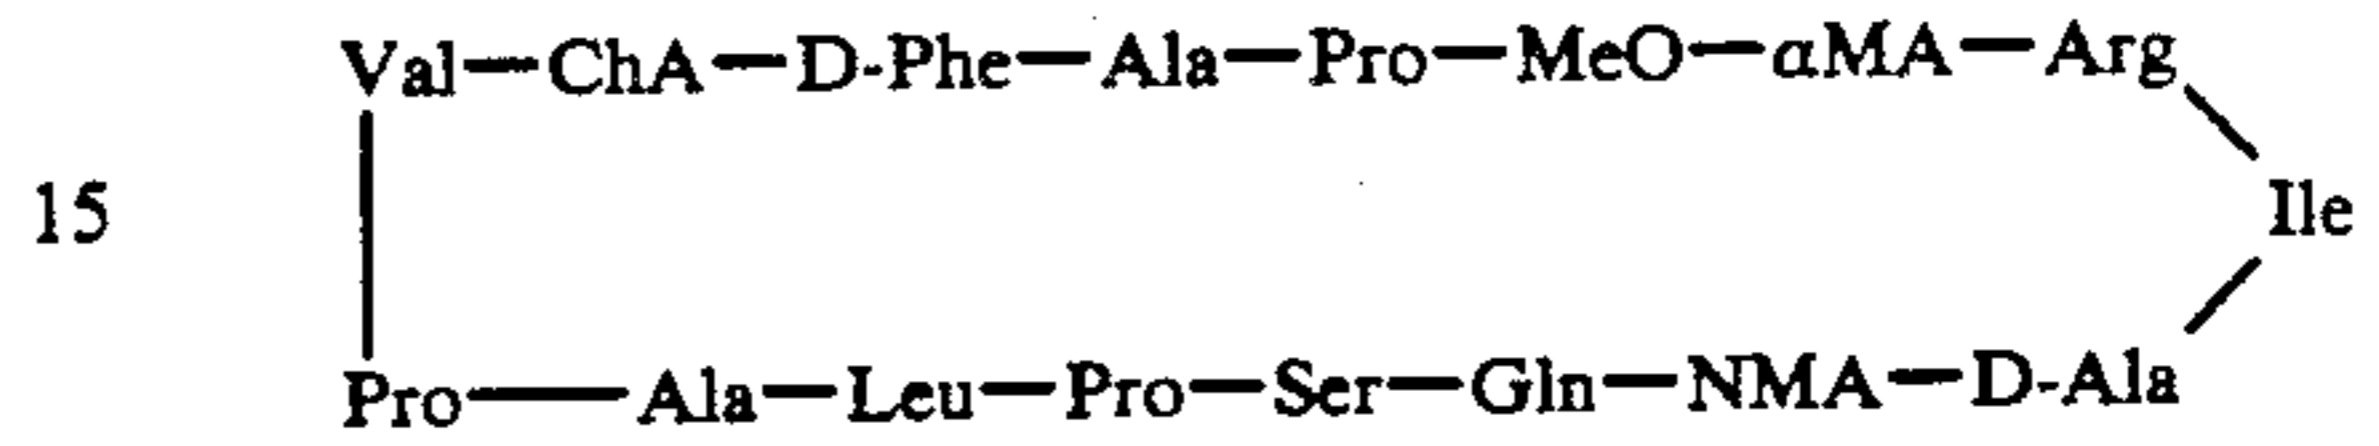 Val—ChA—D-Phe—Ala—Pro—MeO—αMA—Arg
15
Ile
Pro—Ala—Leu—Pro—Ser—Gln—NMA—D-Ala